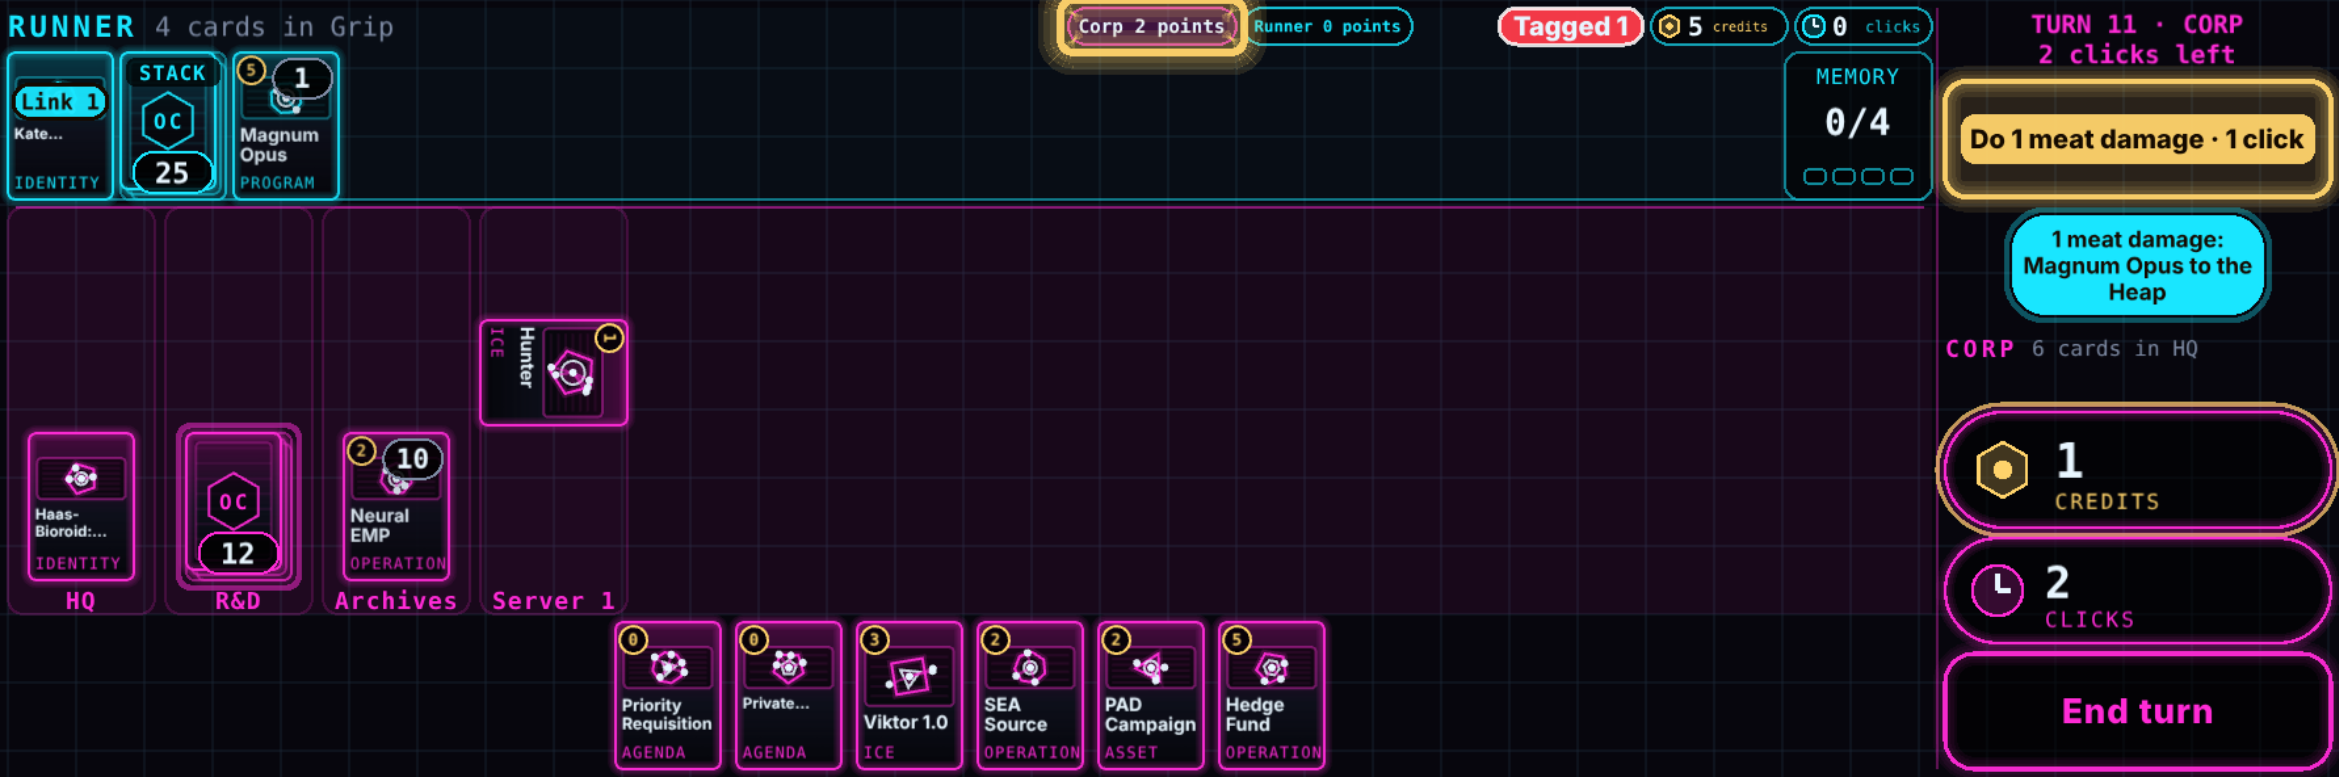 RUNNER 4 cards in Grip
Corp 2 points
Runner 0 points
Tagged 1
5 credits
0 clicks
TURN 11 · CORP
2 clicks left
Link 1
Kate...
IDENTITY
STACK
OC
25
5
1
Magnum
Opus
PROGRAM
MEMORY
0/4
Do 1 meat damage · 1 click
1 meat damage:
Magnum Opus to the
Heap
CORP 6 cards in HQ
1
CREDITS
2
CLICKS
End turn
ICE
Hunter
1
Haas-
Bioroid:...
IDENTITY
HQ
OC
12
R&D
2
10
Neural
EMP
OPERATION
Archives
Server 1
0
Priority
Requisition
AGENDA
0
Private...
AGENDA
3
Viktor 1.0
ICE
2
SEA
Source
OPERATION
2
PAD
Campaign
ASSET
5
Hedge
Fund
OPERATION